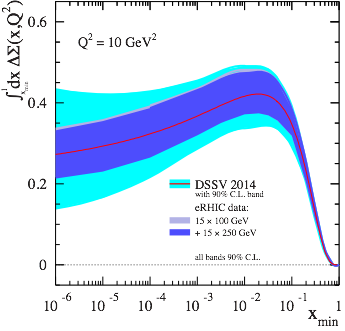 ∫¹ₓₘᵢₙ dx ΔΣ(x,Q²)
Q² = 10 GeV²
0.6
0.4
0.2
0
DSSV 2014
with 90% C.L. band
eRHIC data:
15 × 100 GeV
+ 15 × 250 GeV
all bands 90% C.L.
10⁻⁶ 10⁻⁵ 10⁻⁴ 10⁻³ 10⁻² 10⁻¹ 1
xₘᵢₙ